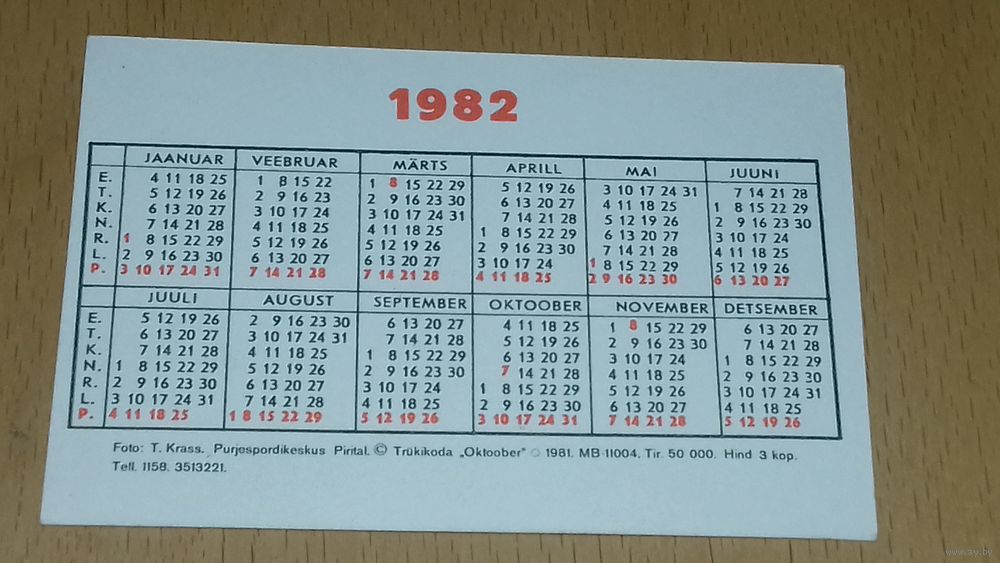 1982
JAANUAR VEEBRUAR MÄRTS APRILL MAI JUUNI
E. 4 11 18 25 1 8 15 22 1 8 15 22 29 5 12 19 26 3 10 17 24 31 7 14 21 28
T. 5 12 19 26 2 9 16 23 2 9 16 23 30 6 13 20 27 4 11 18 25 1 8 15 22 29
K. 6 13 20 27 3 10 17 24 3 10 17 24 31 7 14 21 28 5 12 19 26 2 9 16 23 30
N. 7 14 21 28 4 11 18 25 4 11 18 25 1 8 15 22 29 6 13 20 27 3 10 17 24
R. 1 8 15 22 29 5 12 19 26 5 12 19 26 2 9 16 23 30 7 14 21 28 4 11 18 25
L. 2 9 16 23 30 6 13 20 27 6 13 20 27 3 10 17 24 1 8 15 22 29 5 12 19 26
P. 3 10 17 24 31 7 14 21 28 7 14 21 28 4 11 18 25 2 9 16 23 30 6 13 20 27
JUULI AUGUST SEPTEMBER OKTOOBER NOVEMBER DETSEMBER
E. 5 12 19 26 2 9 16 23 30 6 13 20 27 4 11 18 25 1 8 15 22 29 6 13 20 27
T. 6 13 20 27 3 10 17 24 31 7 14 21 28 5 12 19 26 2 9 16 23 30 7 14 21 28
K. 7 14 21 28 4 11 18 25 1 8 15 22 29 6 13 20 27 3 10 17 24 1 8 15 22 29
N. 1 8 15 22 29 5 12 19 26 2 9 16 23 30 7 14 21 28 4 11 18 25 2 9 16 23 30
R. 2 9 16 23 30 6 13 20 27 3 10 17 24 1 8 15 22 29 5 12 19 26 3 10 17 24 31
L. 3 10 17 24 31 7 14 21 28 4 11 18 25 2 9 16 23 30 6 13 20 27 4 11 18 25
P. 4 11 18 25 1 8 15 22 29 5 12 19 26 3 10 17 24 31 7 14 21 28 5 12 19 26
Foto: T. Krass. Purjespordikeskus Pirital. © Trükikoda „Oktoober" 1981. MB-11004. Tir. 50 000. Hind 3 kop.
Tell. 1158. 3513221.
www.ay.by